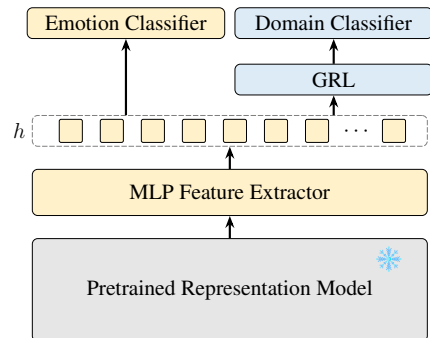 Emotion Classifier
Domain Classifier
GRL
h
...
MLP Feature Extractor
Pretrained Representation Model